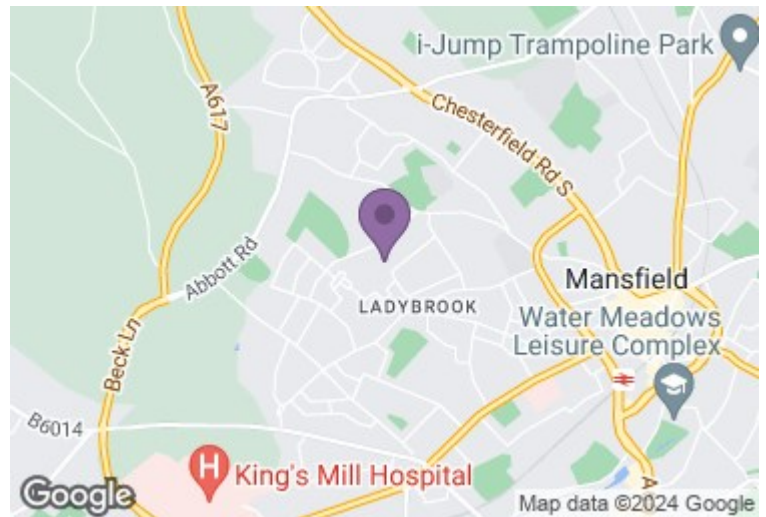 i-Jump Trampoline Park
A617
Chesterfield Rd S
Abbott Rd
Mansfield
LADYBROOK
Water Meadows
Leisure Complex
Beck Ln
B6014
H
King's Mill Hospital
A
Google
Map data ©2024 Google